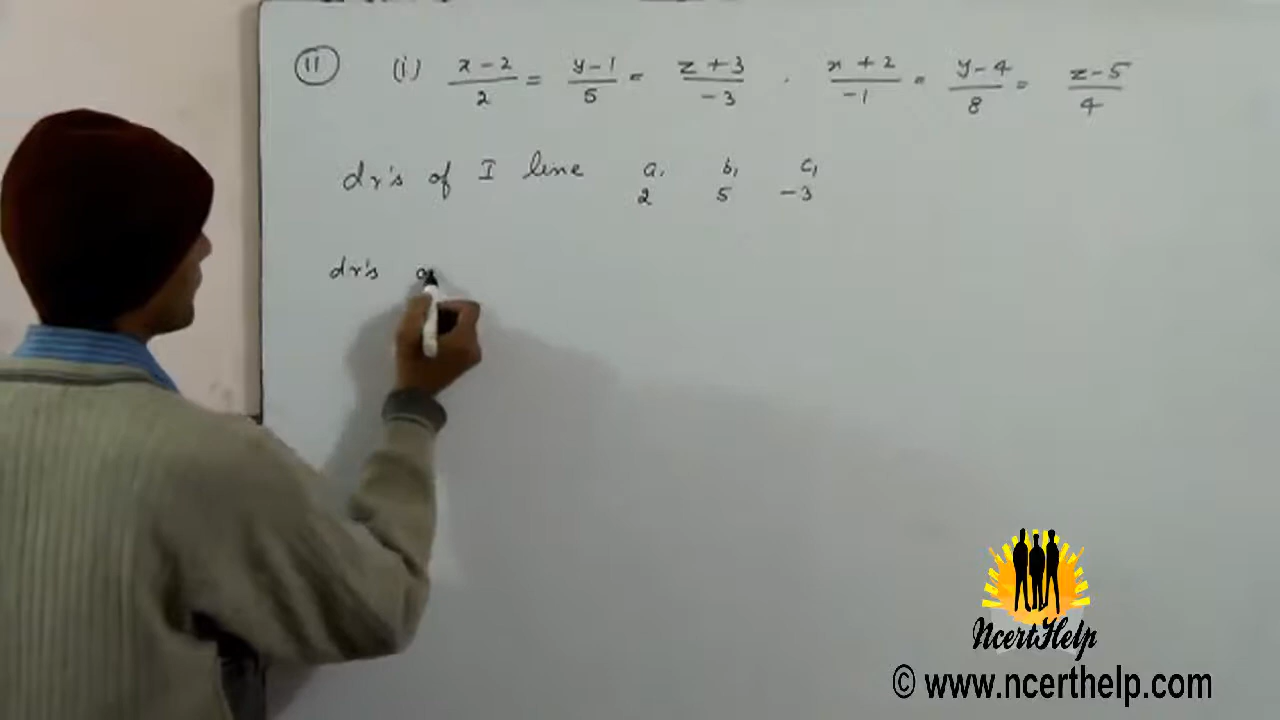 11 (i) x-2/2 = y-1/5 = z+3/-3 . x+2/-1 = y-4/8 = z-5/4
dr's of I line a₁ b₁ c₁
2 5 -3
dr's
NcertHelp
© www.ncerthelp.com